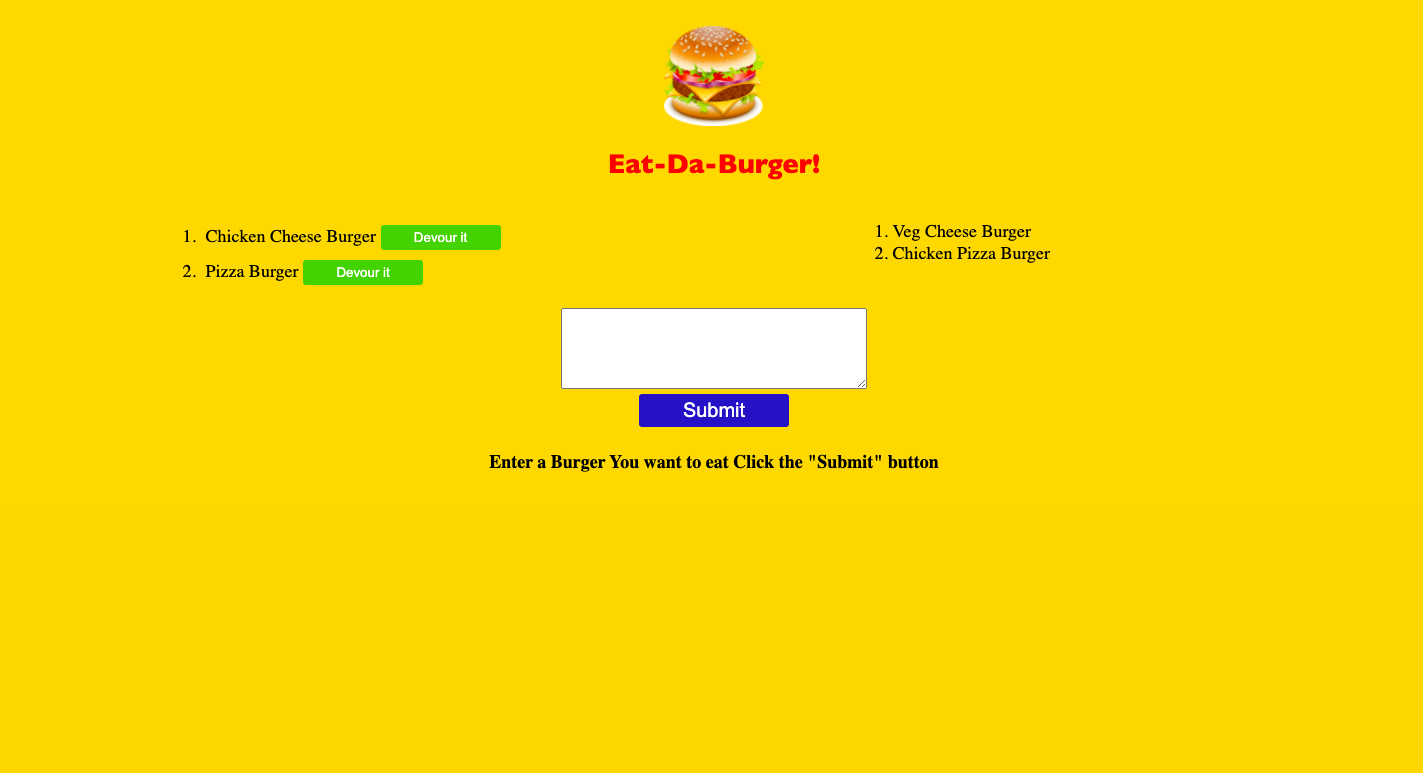 Eat-Da-Burger!
1. Chicken Cheese Burger Devour it
2. Pizza Burger Devour it
1. Veg Cheese Burger
2. Chicken Pizza Burger
Submit
Enter a Burger You want to eat Click the "Submit" button